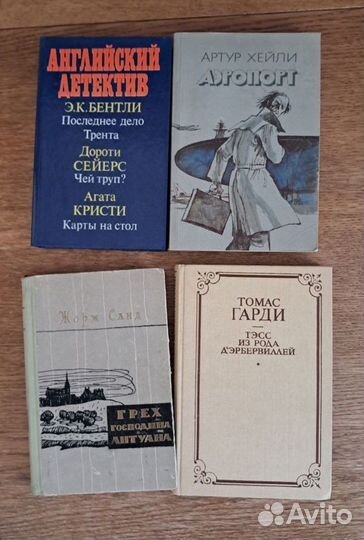 АНГЛИЙСКИЙ
ДЕТЕКТИВ
Э.К.БЕНТЛИ
Последнее дело
Трента
Дороти
СЕЙЕРС
Чей труп?
Агата
КРИСТИ
Карты на стол
АРТУР ХЕЙЛИ
АЭРОПОРТ
Жорж Санд
ГРЕХ
ГОСПОДИНА
АНТУАНА
ТОМАС
ГАРДИ
ТЭСС
ИЗ РОДА
Д'ЭРБЕРВИЛЛЕЙ
Avito